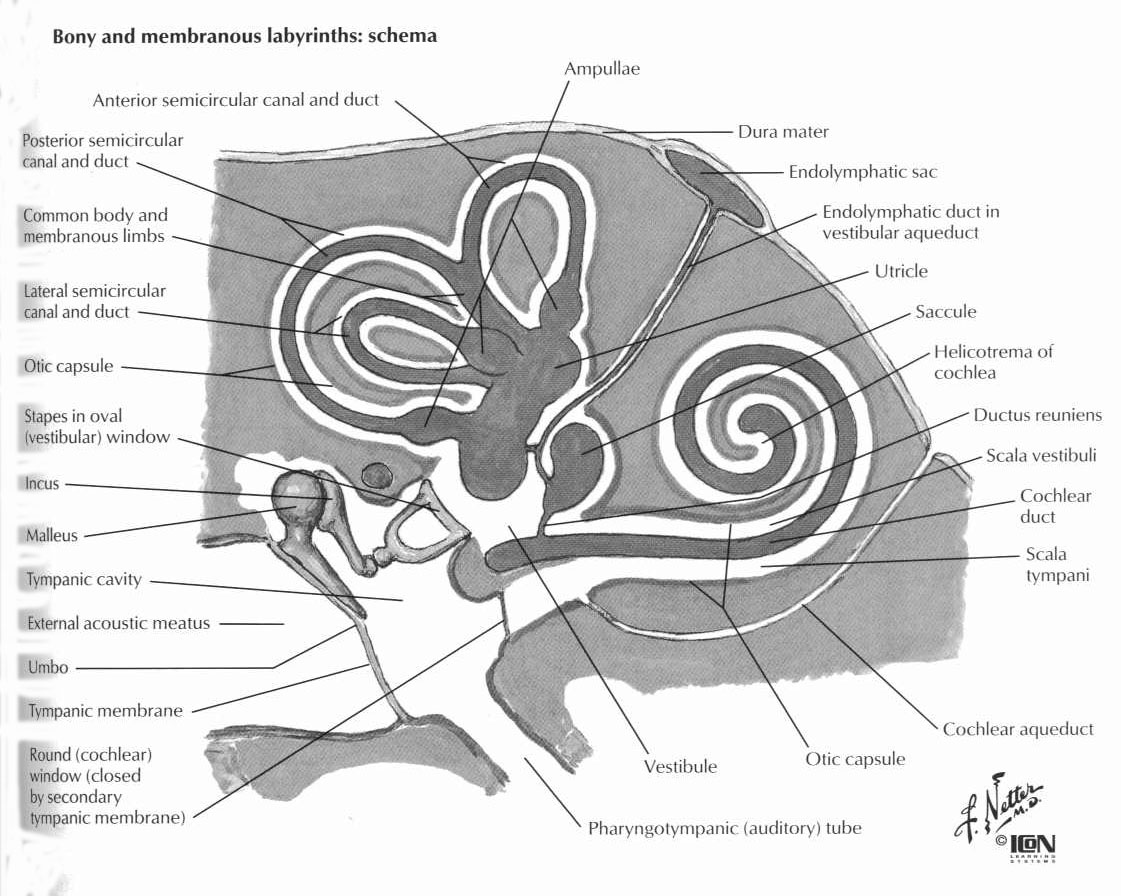 Bony and membranous labyrinths: schema
Ampullae
Anterior semicircular canal and duct
Posterior semicircular
canal and duct
Common body and
membranous limbs
Lateral semicircular
canal and duct
Otic capsule
Stapes in oval
(vestibular) window
Incus
Malleus
Tympanic cavity
External acoustic meatus
Umbo
Tympanic membrane
Round (cochlear)
window (closed
by secondary
tympanic membrane)
Dura mater
Endolymphatic sac
Endolymphatic duct in
vestibular aqueduct
Utricle
Saccule
Helicotrema of
cochlea
Ductus reuniens
Scala vestibuli
Cochlear
duct
Scala
tympani
Cochlear aqueduct
Otic capsule
Vestibule
Pharyngotympanic (auditory) tube
F. Netter
M.D.
© ICON
LEARNING
SYSTEMS